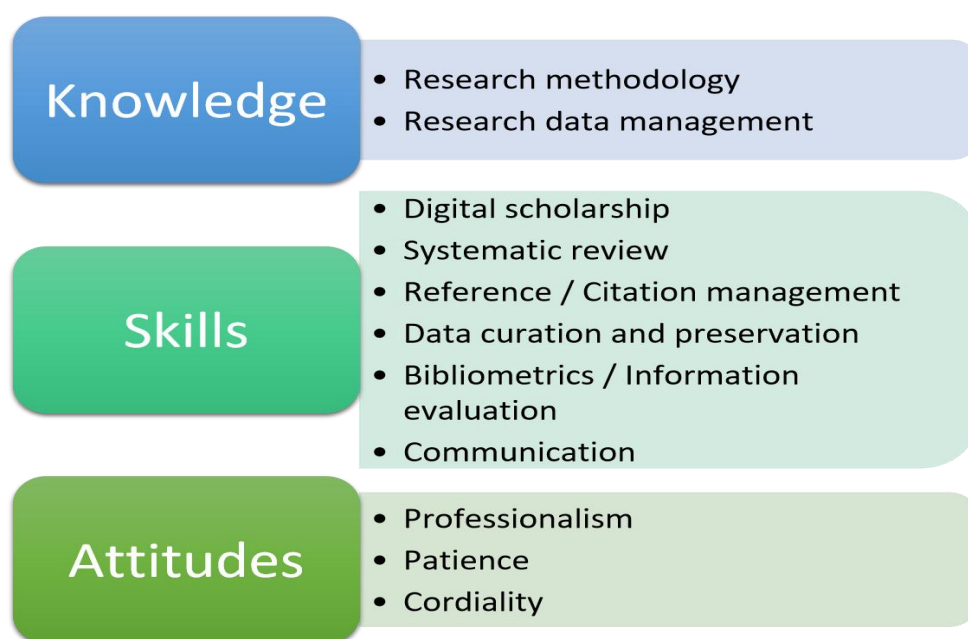 Knowledge
• Research methodology
• Research data management
Skills
• Digital scholarship
• Systematic review
• Reference / Citation management
• Data curation and preservation
• Bibliometrics / Information
evaluation
• Communication
Attitudes
• Professionalism
• Patience
• Cordiality